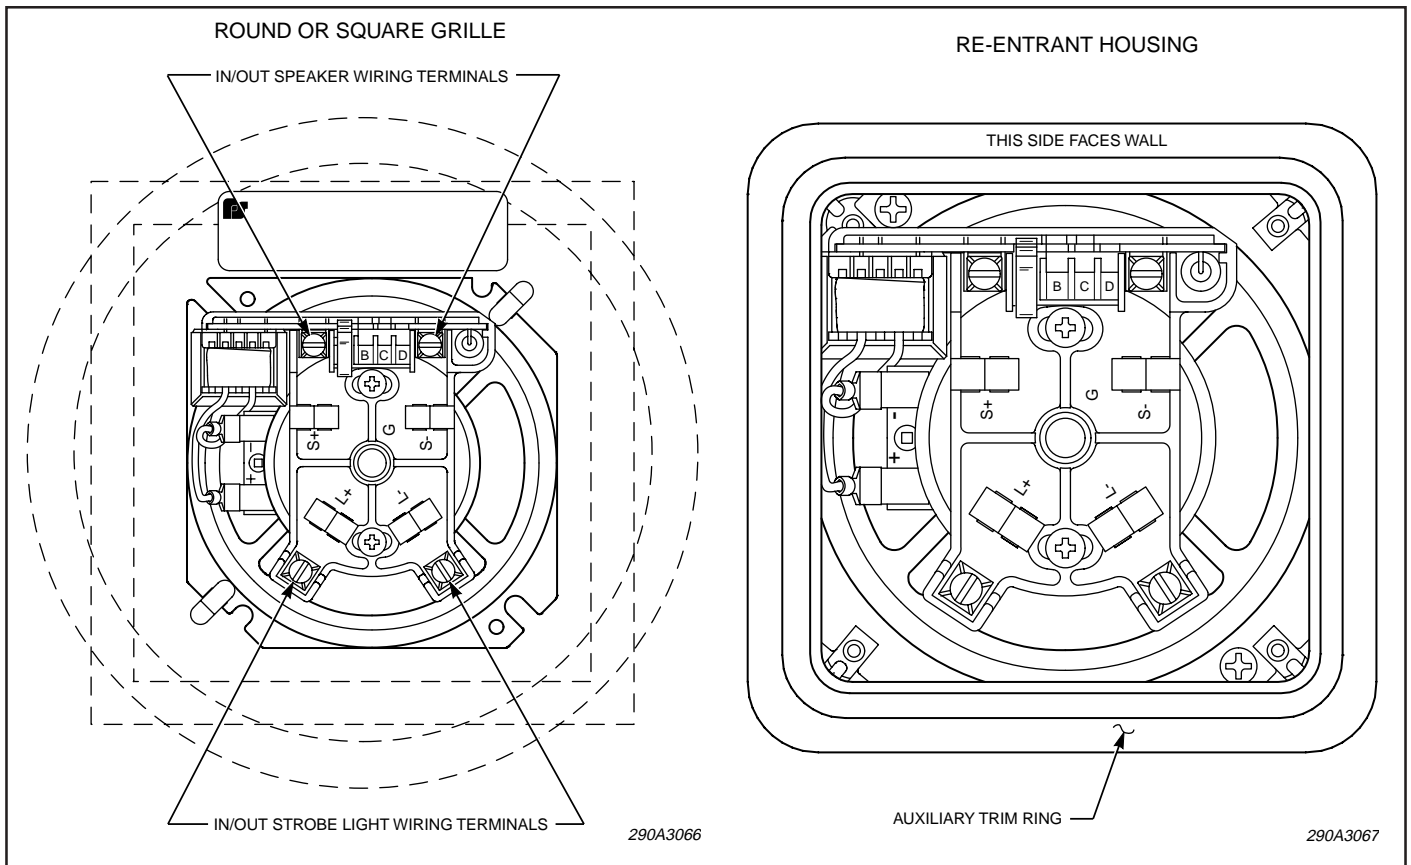 ROUND OR SQUARE GRILLE
IN/OUT SPEAKER WIRING TERMINALS
B C D
S+
G
S-
- +
L+
L-
IN/OUT STROBE LIGHT WIRING TERMINALS
290A3066
RE-ENTRANT HOUSING
THIS SIDE FACES WALL
B C D
S+
G
S-
- +
L+
L-
AUXILIARY TRIM RING
290A3067